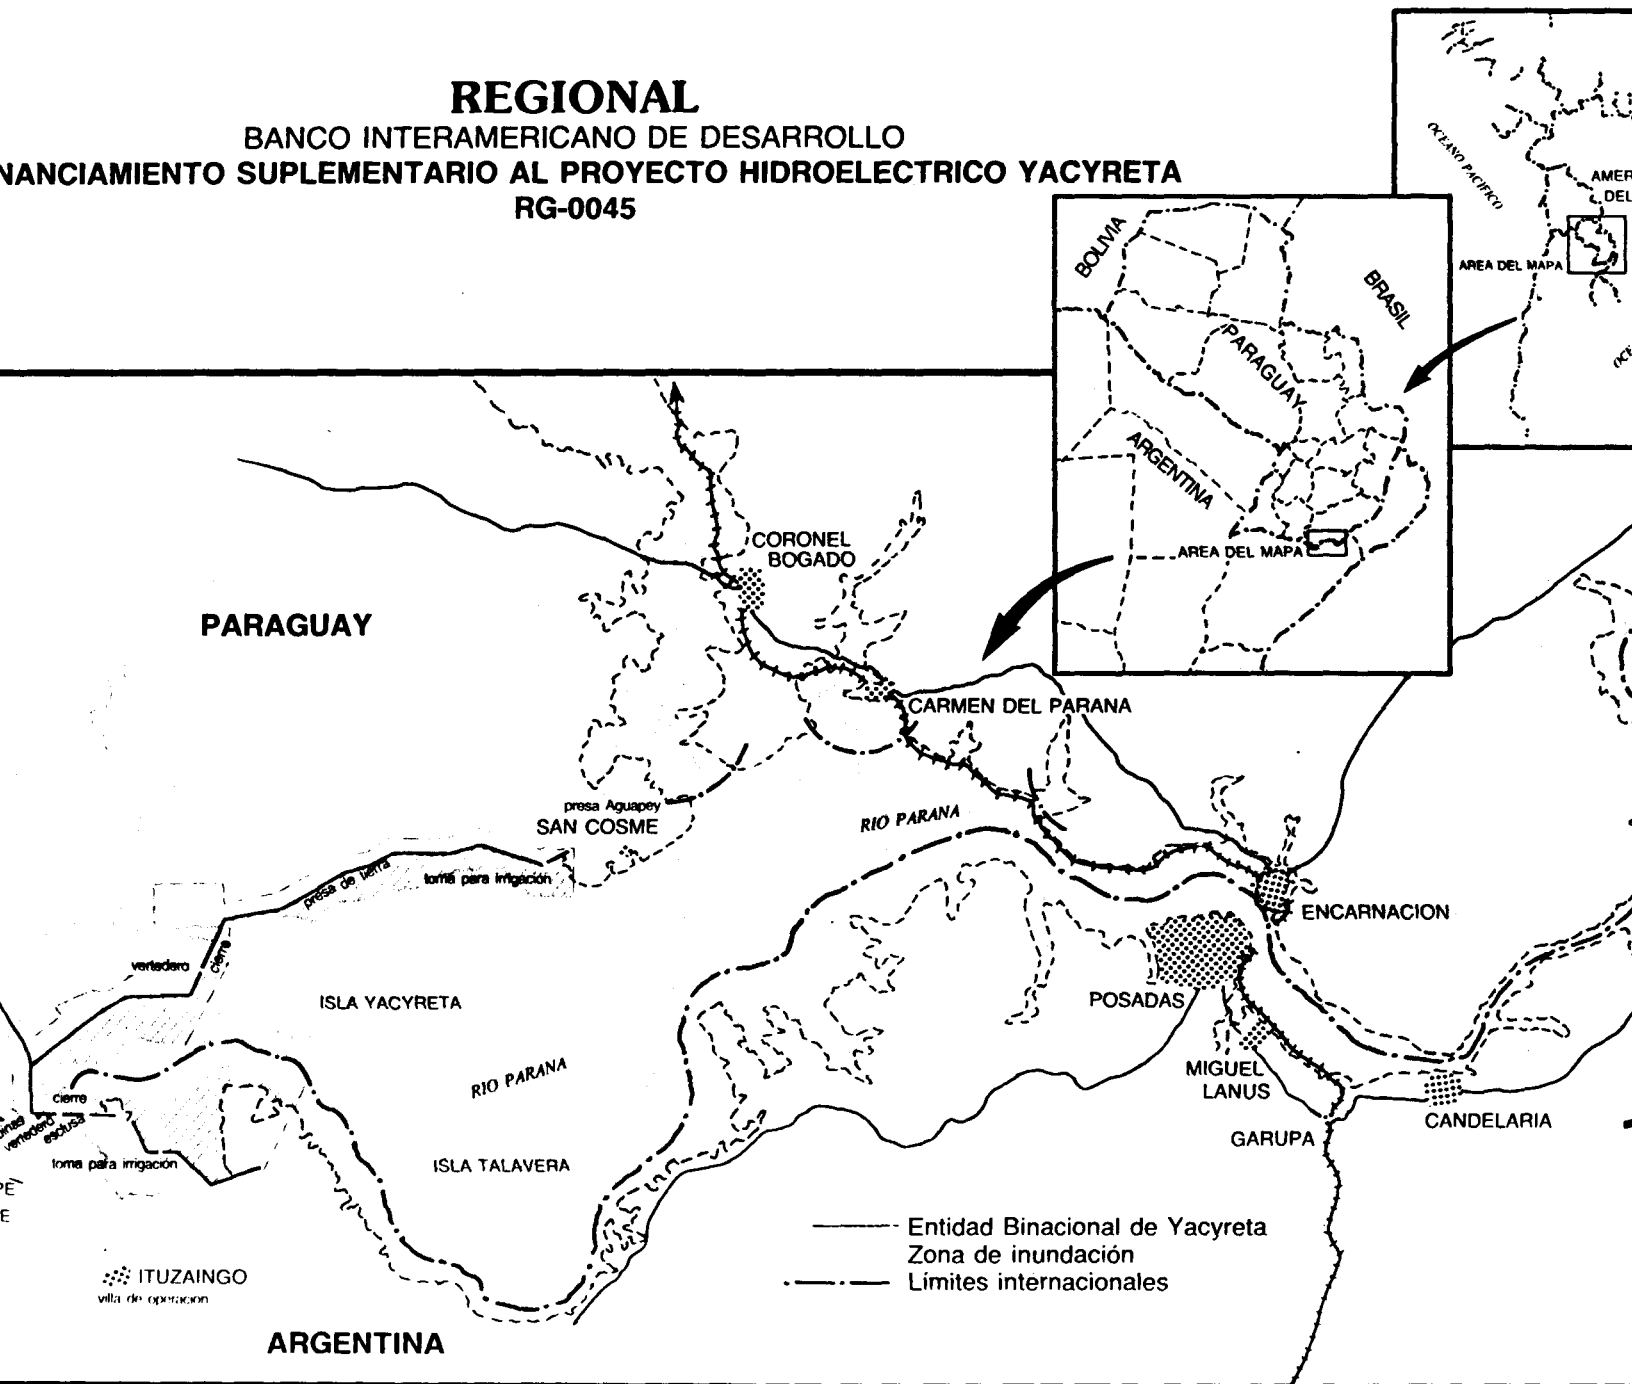 REGIONAL
BANCO INTERAMERICANO DE DESARROLLO
NANCIAMIENTO SUPLEMENTARIO AL PROYECTO HIDROELECTRICO YACYRETA
RG-0045
OCEANO PACIFICO
AMER
DEL
AREA DEL MAPA
OCE
BOLIVIA
BRASIL
PARAGUAY
ARGENTINA
AREA DEL MAPA
CORONEL
BOGADO
PARAGUAY
CARMEN DEL PARANA
presa Aguapey
SAN COSME
RIO PARANA
presa de tierra
toma para irrigación
ENCARNACION
vertedero
cierre
ISLA YACYRETA
POSADAS
RIO PARANA
MIGUEL
LANUS
cierre
vertedero
esclusa
CANDELARIA
GARUPA
toma para irrigación
ISLA TALAVERA
PE
E
Entidad Binacional de Yacyreta
Zona de inundación
Límites internacionales
ITUZAINGO
villa de operacion
ARGENTINA